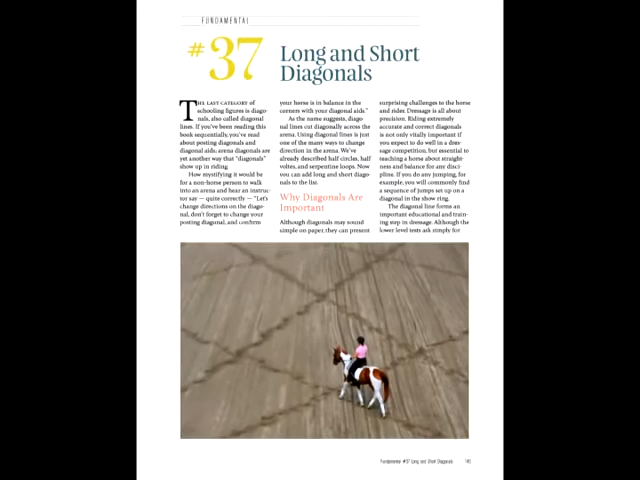 FUNDAMENTAL
#37
Long and Short
Diagonals
THE LAST CATEGORY of
schooling figures is diago-
nals, also called diagonal
lines. If you've been reading this
book sequentially, you've read
about posting diagonals and
diagonal aids; arena diagonals are
yet another way that "diagonals"
show up in riding.
How mystifying it would be
for a non-horse person to walk
into an arena and hear an instruc-
tor say — quite correctly — "Let's
change directions on the diago-
nal, don't forget to change your
posting diagonal, and confirm
your horse is in balance in the
corners with your diagonal aids."
As the name suggests, diago-
nal lines cut diagonally across the
arena. Using diagonal lines is just
one of the many ways to change
direction in the arena. We've
already described half circles, half
voltes, and serpentine loops. Now
you can add long and short diago-
nals to the list.
Why Diagonals Are
Important
Although diagonals may sound
simple on paper, they can present
surprising challenges to the horse
and rider. Dressage is all about
precision. Riding extremely
accurate and correct diagonals
is not only vitally important if
you expect to do well in a dres-
sage competition, but essential to
teaching a horse about straight-
ness and balance for any disci-
pline. If you do any jumping, for
example, you will commonly find
a sequence of jumps set up on a
diagonal in the show ring.
The diagonal line forms an
important educational and train-
ing step in dressage. Although the
lower level tests ask simply for
Fundamental #37 Long and Short Diagonals